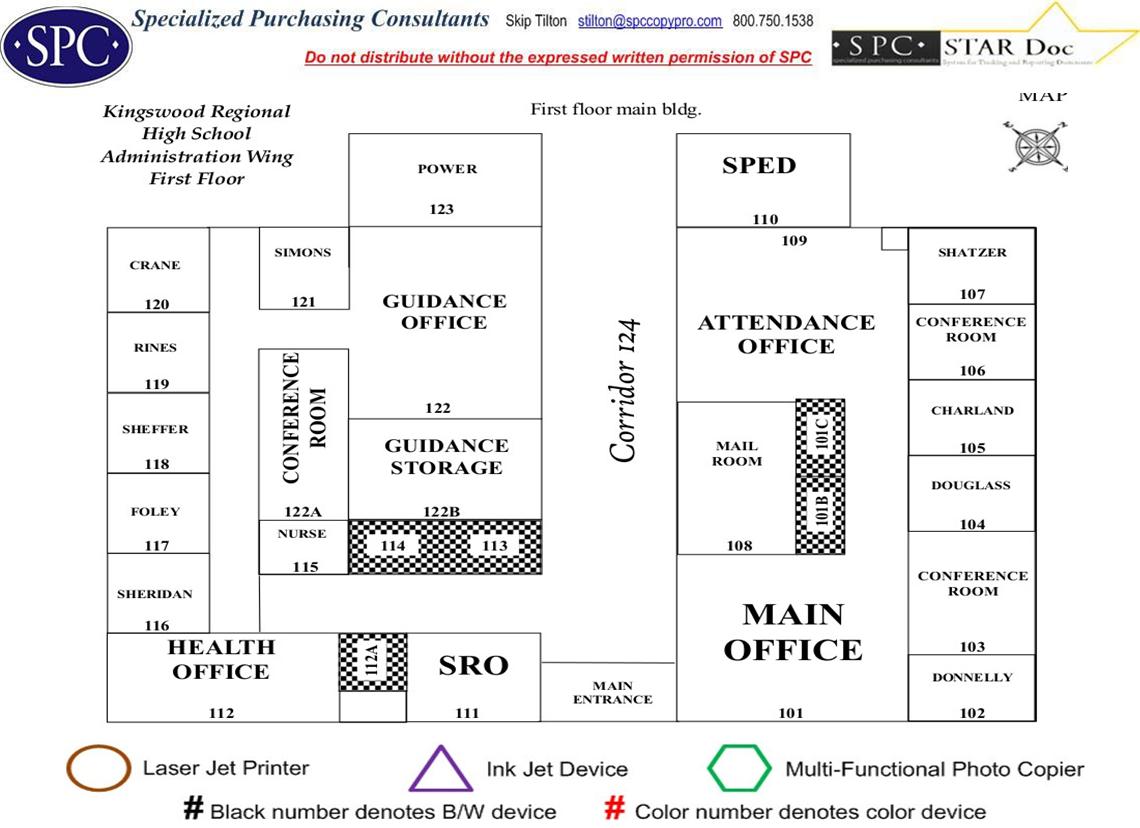 SPC
Specialized Purchasing Consultants Skip Tilton stilton@spccopypro.com 800.750.1538
Do not distribute without the expressed written permission of SPC
· S P C · STAR Doc
specialized purchasing consultants System for Tracking and Reporting Documents
MAP
Kingswood Regional
High School
Administration Wing
First Floor
First floor main bldg.
POWER
123
SPED
110
109
CRANE
120
SIMONS
121
GUIDANCE
OFFICE
122
RINES
119
SHEFFER
118
FOLEY
117
SHERIDAN
116
CONFERENCE
ROOM
122A
GUIDANCE
STORAGE
122B
NURSE
115
114
113
HEALTH
OFFICE
112
112A
SRO
111
Corridor 124
MAIN
ENTRANCE
ATTENDANCE
OFFICE
MAIL
ROOM
108
101C
101B
MAIN
OFFICE
101
SHATZER
107
CONFERENCE
ROOM
106
CHARLAND
105
DOUGLASS
104
CONFERENCE
ROOM
103
DONNELLY
102
Laser Jet Printer
Ink Jet Device
Multi-Functional Photo Copier
# Black number denotes B/W device
# Color number denotes color device